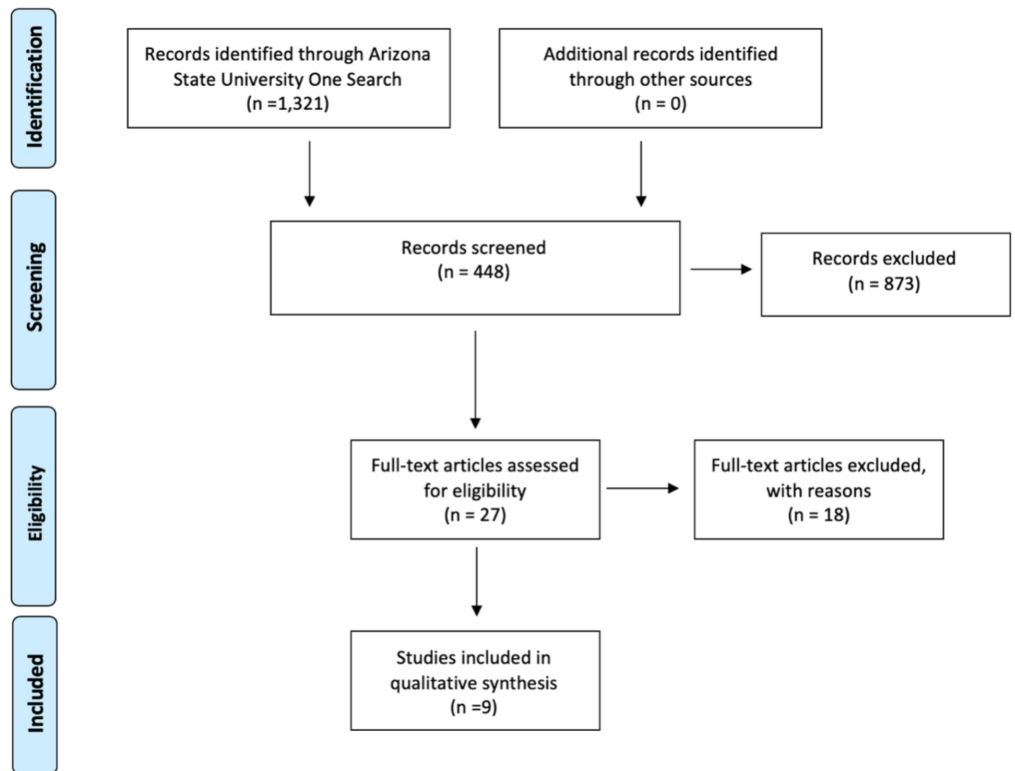 Identification
Records identified through Arizona
State University One Search
(n =1,321)
Additional records identified
through other sources
(n = 0)
Screening
Records screened
(n = 448)
Records excluded
(n = 873)
Eligibility
Full-text articles assessed
for eligibility
(n = 27)
Full-text articles excluded,
with reasons
(n = 18)
Included
Studies included in
qualitative synthesis
(n =9)